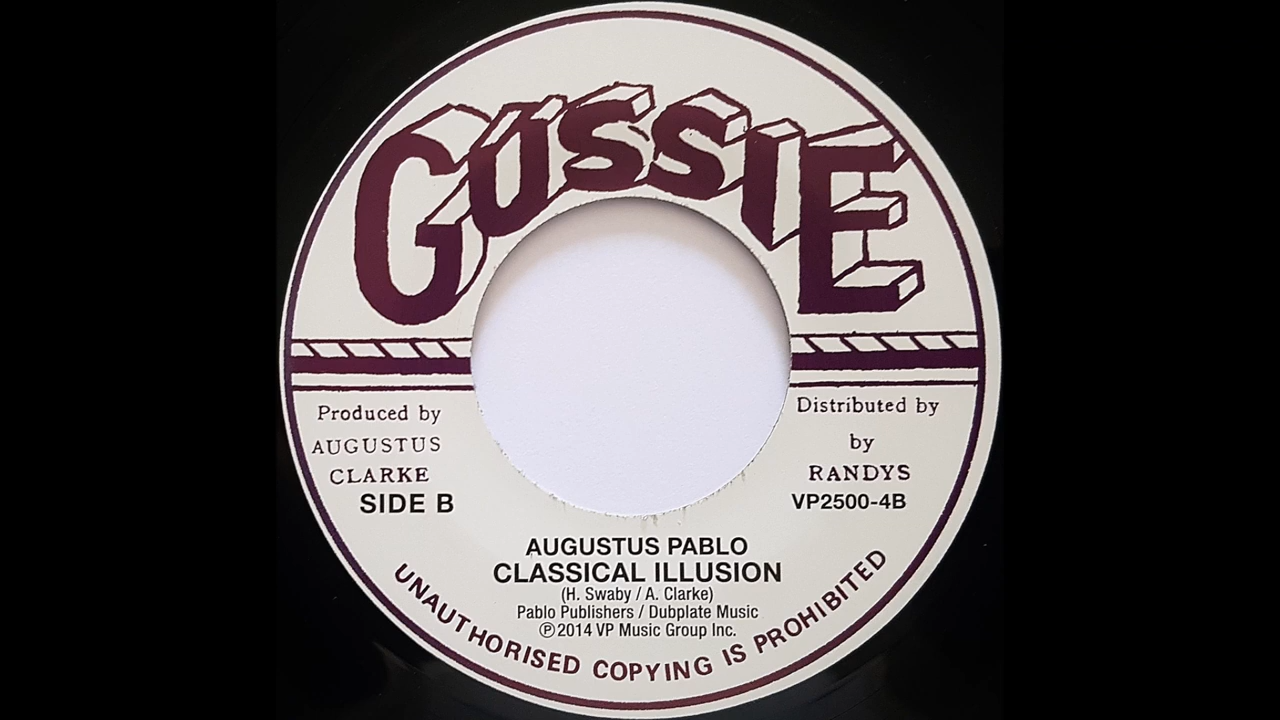 GUSSIE
Produced by
AUGUSTUS
CLARKE
SIDE B
Distributed by
by
RANDYS
VP2500-4B
AUGUSTUS PABLO
CLASSICAL ILLUSION
(H. Swaby / A. Clarke)
Pablo Publishers / Dubplate Music
℗ 2014 VP Music Group Inc.
UNAUTHORISED COPYING IS PROHIBITED